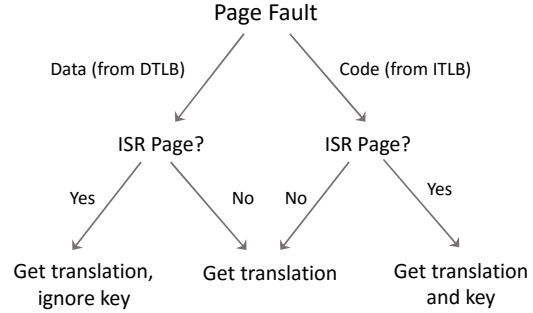 Page Fault
Data (from DTLB)
Code (from ITLB)
ISR Page?
ISR Page?
Yes
No
No
Yes
Get translation,
ignore key
Get translation
Get translation
and key